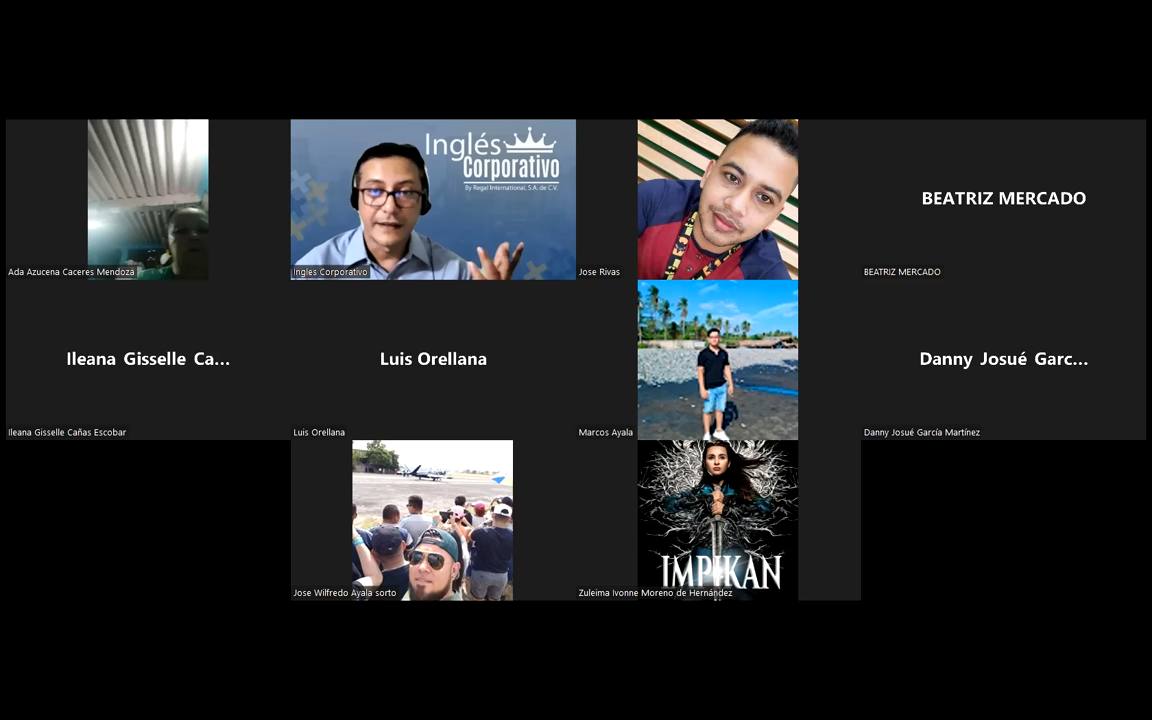 Inglés
Corporativo
By Regal International, S.A. de C.V.
BEATRIZ MERCADO
Ada Azucena Caceres Mendoza
Ingles Corporativo
Jose Rivas
BEATRIZ MERCADO
Ileana Gisselle Ca...
Luis Orellana
Danny Josué Garc...
Ileana Gisselle Cañas Escobar
Luis Orellana
Marcos Ayala
Danny Josué García Martínez
IMPIKAN
Jose Wilfredo Ayala sorto
Zuleima Ivonne Moreno de Hernández